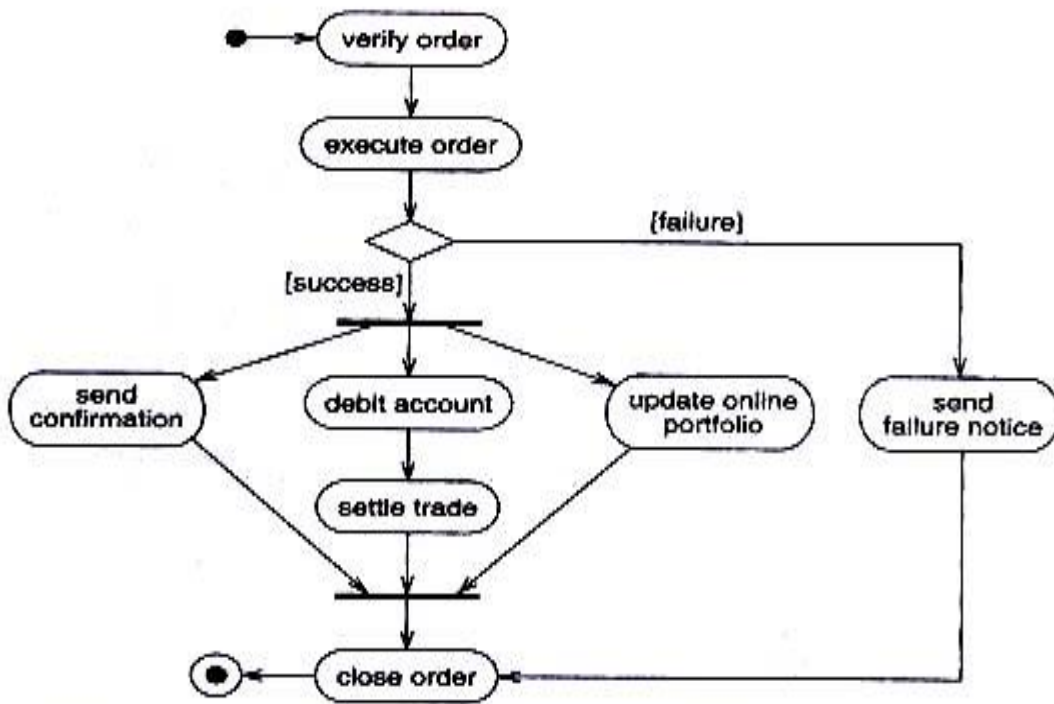 verify order
execute order
[failure]
[success]
send
confirmation
debit account
update online
portfolio
send
failure notice
settle trade
close order